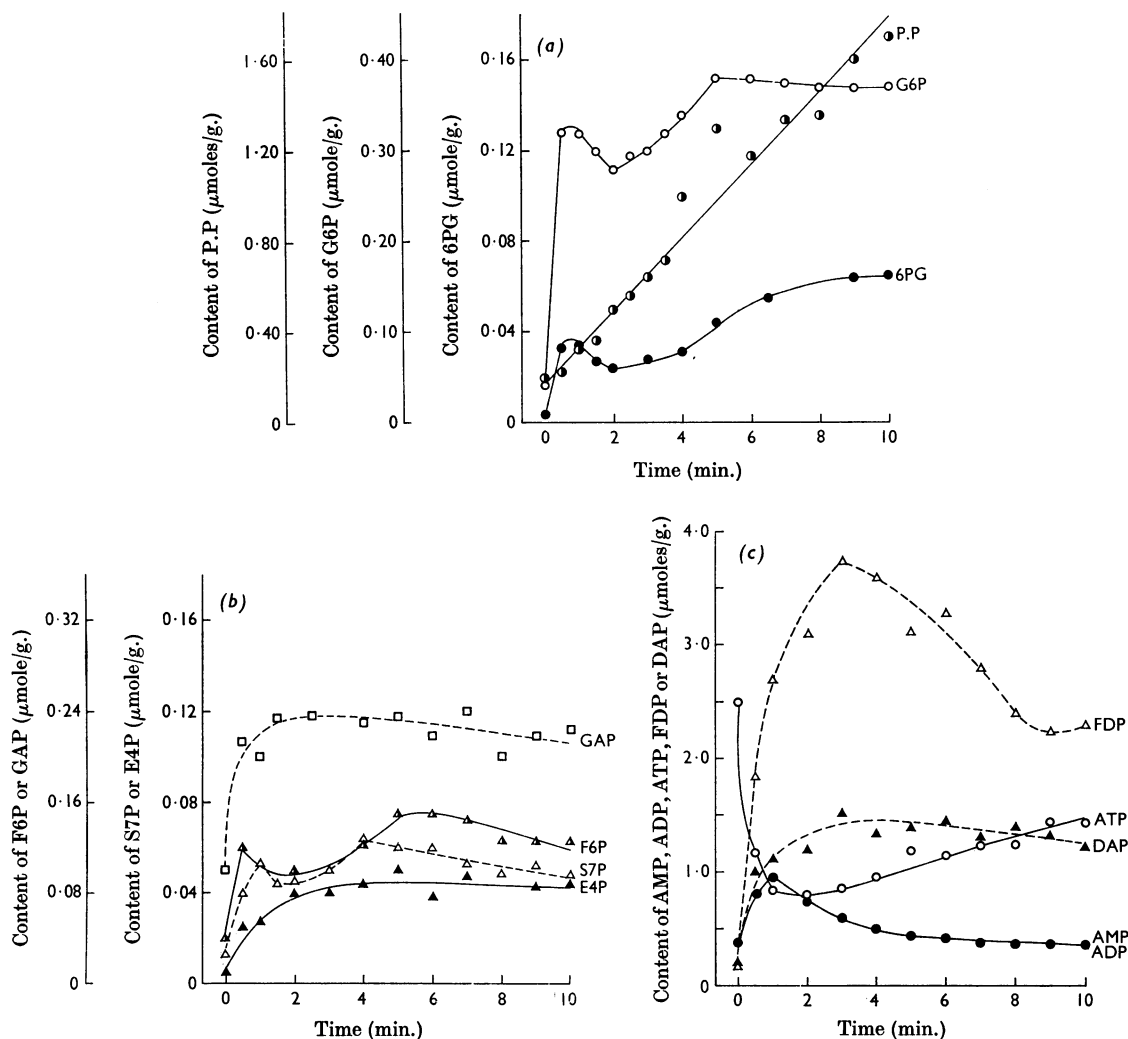 (a)
Content of P.P (μmoles/g.)
1·60
1·20
0·80
0·40
0
Content of G6P (μmole/g.)
0·40
0·30
0·20
0·10
0
Content of 6PG (μmole/g.)
0·16
0·12
0·08
0·04
0
P.P
G6P
6PG
0 2 4 6 8 10
Time (min.)
(b)
Content of F6P or GAP (μmole/g.)
0·32
0·24
0·16
0·08
0
Content of S7P or E4P (μmole/g.)
0·16
0·12
0·08
0·04
0
GAP
F6P
S7P
E4P
0 2 4 6 8 10
Time (min.)
(c)
Content of AMP, ADP, ATP, FDP or DAP (μmoles/g.)
4·0
3·0
2·0
1·0
0
FDP
ATP
DAP
AMP
ADP
0 2 4 6 8 10
Time (min.)